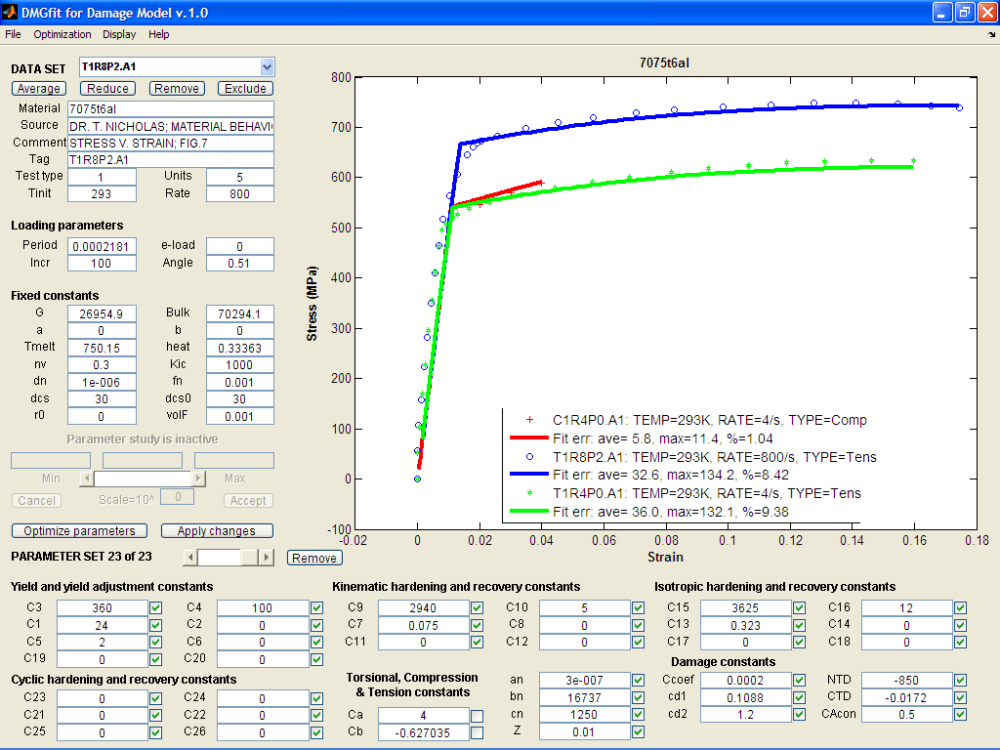 DMGfit for Damage Model v.1.0
File Optimization Display Help
DATA SET T1R8P2.A1
Average Reduce Remove Exclude
Material 7075t6al
Source DR. T. NICHOLAS; MATERIAL BEHAVI
Comment STRESS V. STRAIN; FIG.7
Tag T1R8P2.A1
Test type 1 Units 5
Tinit 293 Rate 800
Loading parameters
Period 0.0002181 e-load 0
Incr 100 Angle 0.51
Fixed constants
G 26954.9 Bulk 70294.1
a 0 b 0
Tmelt 750.15 heat 0.33363
nv 0.3 Kic 1000
dn 1e-006 fn 0.001
dcs 30 dcs0 30
r0 0 volF 0.001
Parameter study is inactive
Min Max
Cancel Scale=10^ 0 Accept
Optimize parameters Apply changes
PARAMETER SET 23 of 23 Remove
7075t6al
Stress (MPa)
800
700
600
500
400
300
200
100
0
-100
-0.02 0 0.02 0.04 0.06 0.08 0.1 0.12 0.14 0.16 0.18
Strain
C1R4P0.A1: TEMP=293K, RATE=4/s, TYPE=Comp
Fit err: ave= 5.8, max=11.4, %=1.04
T1R8P2.A1: TEMP=293K, RATE=800/s, TYPE=Tens
Fit err: ave= 32.6, max=134.2, %=8.42
T1R4P0.A1: TEMP=293K, RATE=4/s, TYPE=Tens
Fit err: ave= 36.0, max=132.1, %=9.38
Yield and yield adjustment constants
C3 360 C4 100
C1 24 C2 0
C5 2 C6 0
C19 0 C20 0
Cyclic hardening and recovery constants
C23 0 C24 0
C21 0 C22 0
C25 0 C26 0
Kinematic hardening and recovery constants
C9 2940 C10 5
C7 0.075 C8 0
C11 0 C12 0
Torsional, Compression
& Tension constants
Ca 4
Cb -0.627035
an 3e-007
bn 16737
cn 1250
Z 0.01
Isotropic hardening and recovery constants
C15 3625 C16 12
C13 0.323 C14 0
C17 0 C18 0
Damage constants
Ccoef 0.0002 NTD -850
cd1 0.1088 CTD -0.0172
cd2 1.2 CAcon 0.5